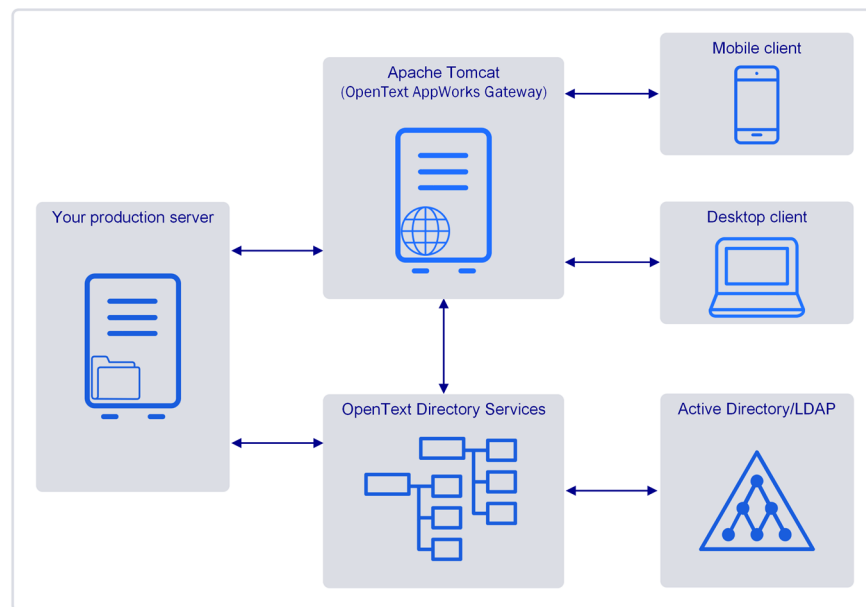 Apache Tomcat
(OpenText AppWorks Gateway)
Mobile client
Your production server
Desktop client
OpenText Directory Services
Active Directory/LDAP